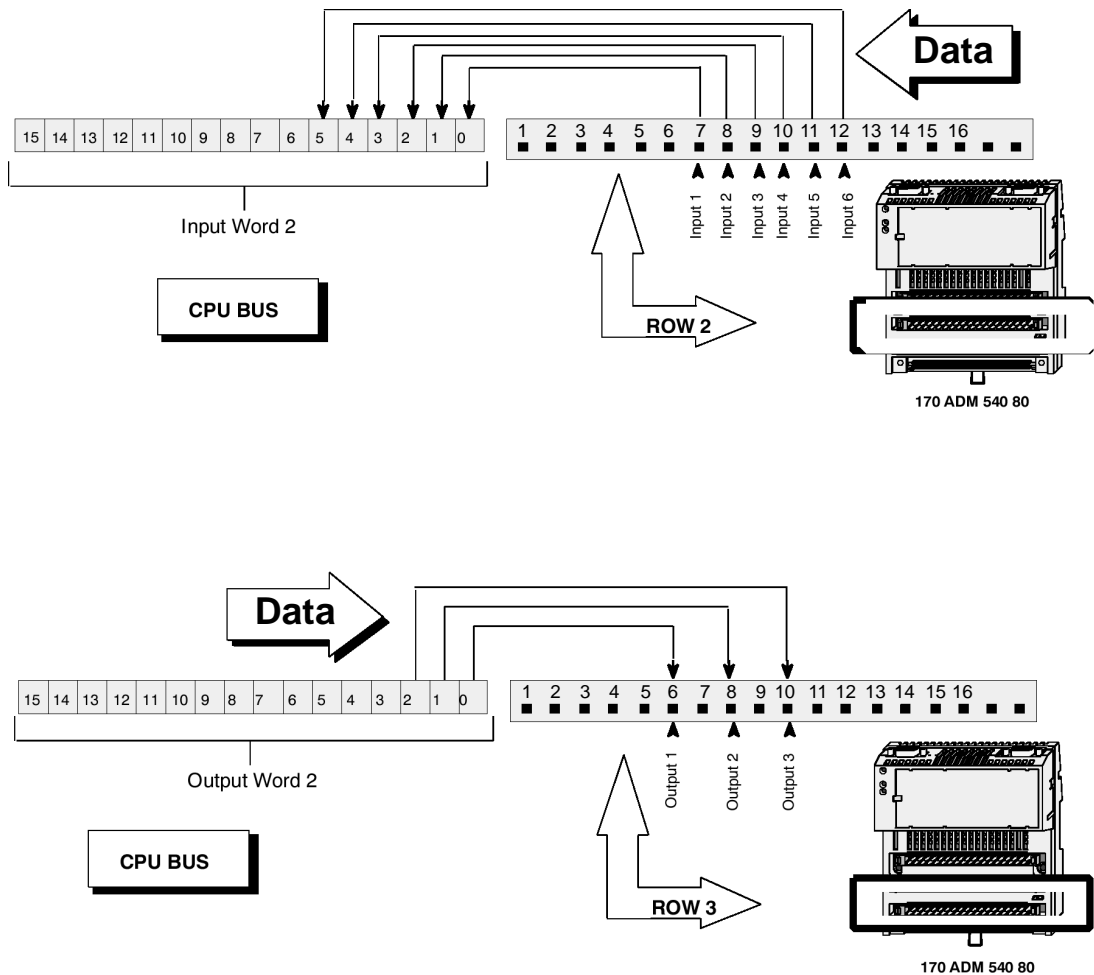 Data
1 2 3 4 5 6 7 8 9 10 11 12 13 14 15 16
15 14 13 12 11 10 9 8 7 6 5 4 3 2 1 0
Input 1 Input 2 Input 3 Input 4 Input 5 Input 6
Input Word 2
CPU BUS
ROW 2
170 ADM 540 80
Data
1 2 3 4 5 6 7 8 9 10 11 12 13 14 15 16
15 14 13 12 11 10 9 8 7 6 5 4 3 2 1 0
Output 1 Output 2 Output 3
Output Word 2
CPU BUS
ROW 3
170 ADM 540 80